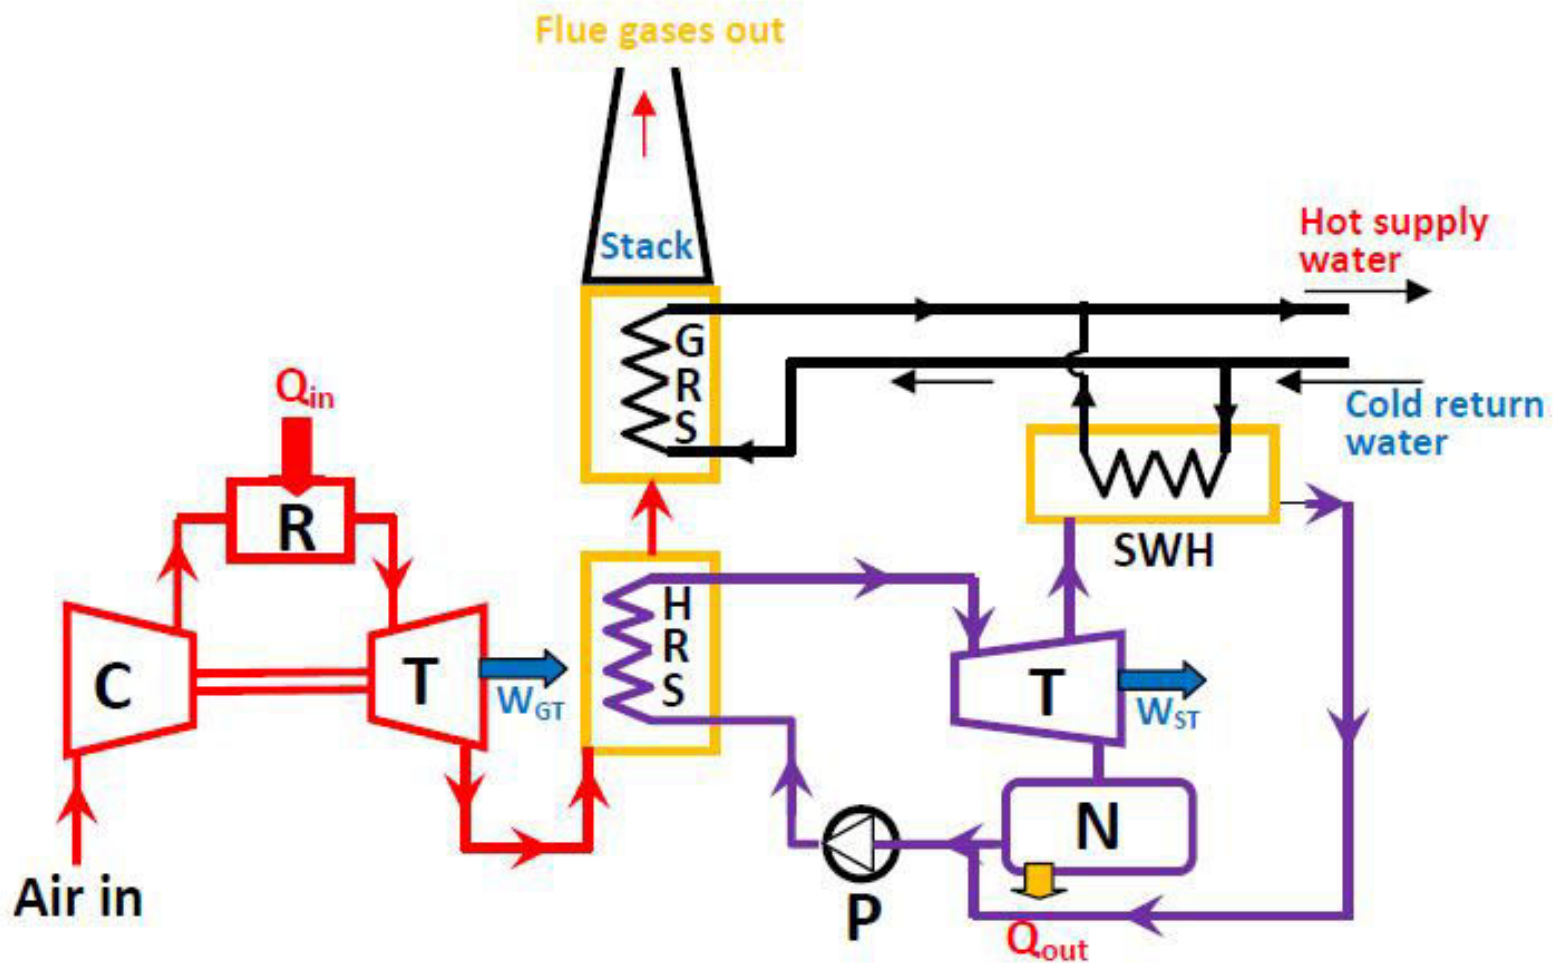 Flue gases out
Stack
Hot supply
water
G
R
S
Cold return
water
Qin
R
SWH
H
R
S
C
T
WGT
T
WST
N
P
Air in
Qout